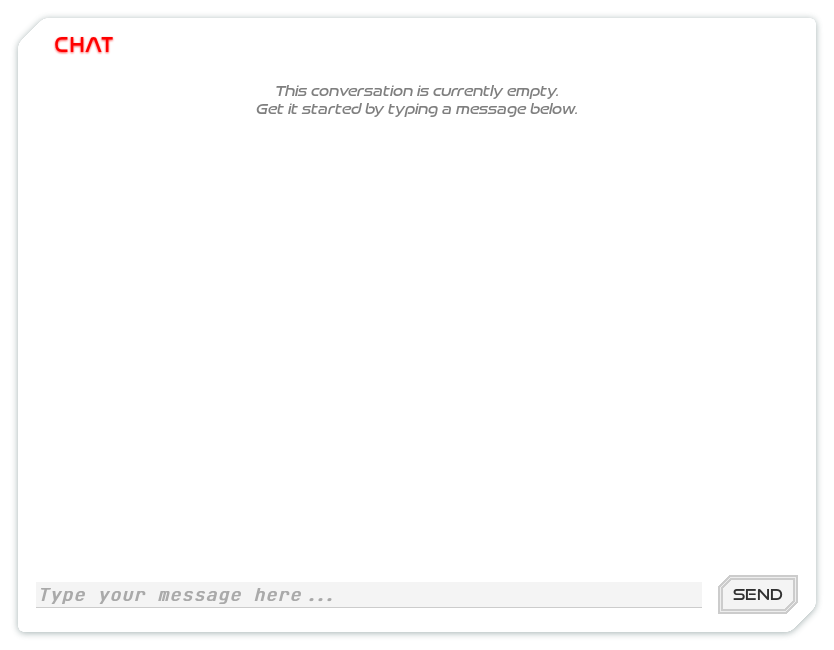 CHAT
This conversation is currently empty.
Get it started by typing a message below.
Type your message here...
SEND